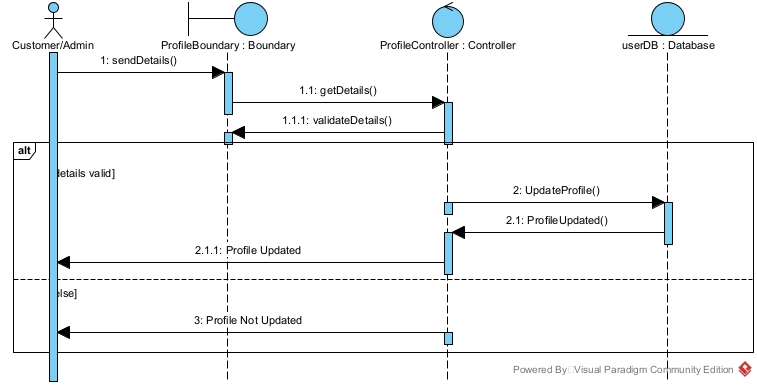 Customer/Admin
ProfileBoundary : Boundary
ProfileController : Controller
userDB : Database
1: sendDetails()
1.1: getDetails()
1.1.1: validateDetails()
alt
details valid]
2: UpdateProfile()
2.1: ProfileUpdated()
2.1.1: Profile Updated
else]
3: Profile Not Updated
Powered By Visual Paradigm Community Edition